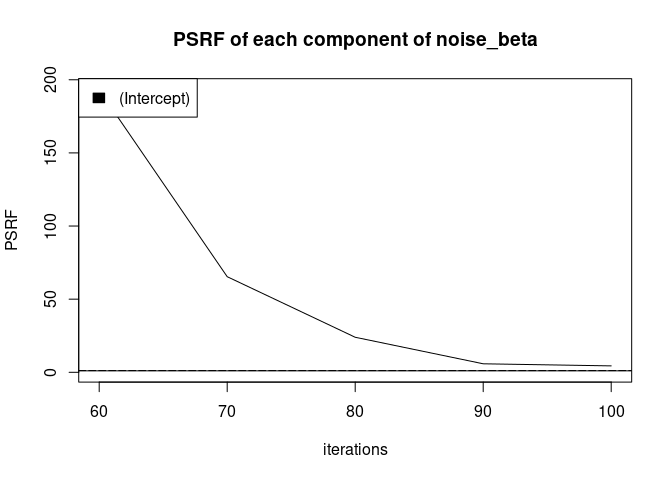 PSRF of each component of noise_beta
(Intercept)
PSRF
200
150
100
50
0
60 70 80 90 100
iterations